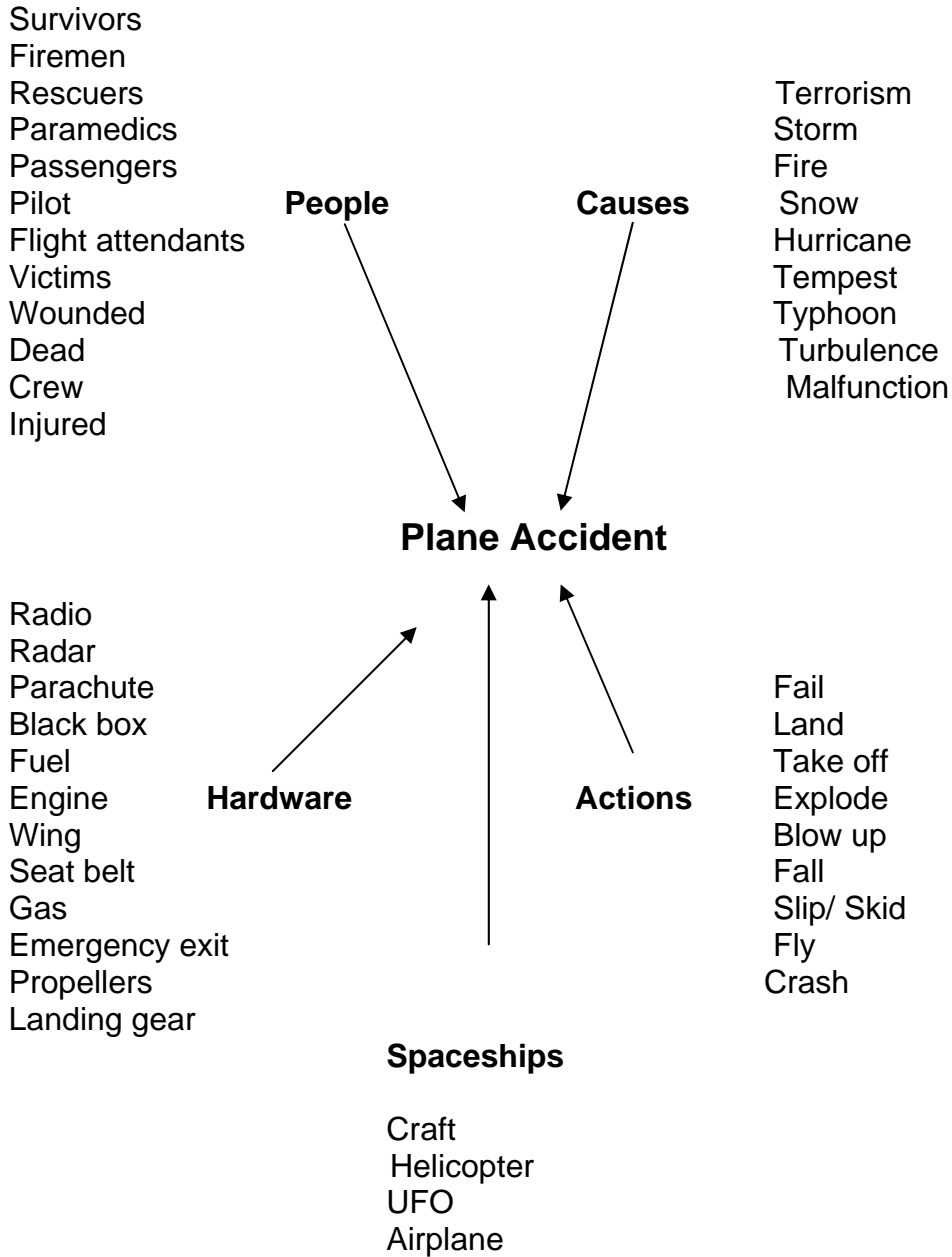 Survivors
Firemen
Rescuers
Paramedics
Passengers
Pilot
Flight attendants
Victims
Wounded
Dead
Crew
Injured
People
Causes
Terrorism
Storm
Fire
Snow
Hurricane
Tempest
Typhoon
Turbulence
Malfunction
Plane Accident
Radio
Radar
Parachute
Black box
Fuel
Engine
Wing
Seat belt
Gas
Emergency exit
Propellers
Landing gear
Hardware
Actions
Fail
Land
Take off
Explode
Blow up
Fall
Slip/ Skid
Fly
Crash
Spaceships
Craft
Helicopter
UFO
Airplane